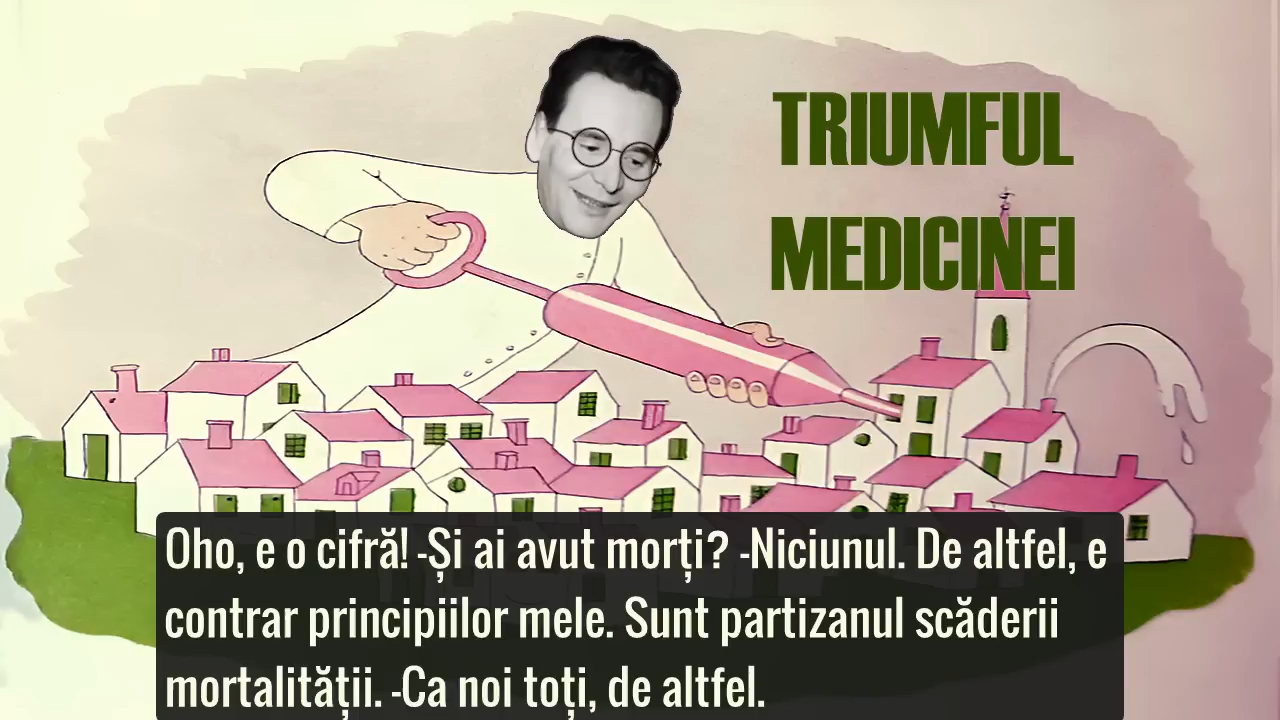 TRIUMFUL
MEDICINEI
Oho, e o cifră! -Și ai avut morți? -Niciunul. De altfel, e
contrar principiilor mele. Sunt partizanul scăderii
mortalității. -Ca noi toți, de altfel.